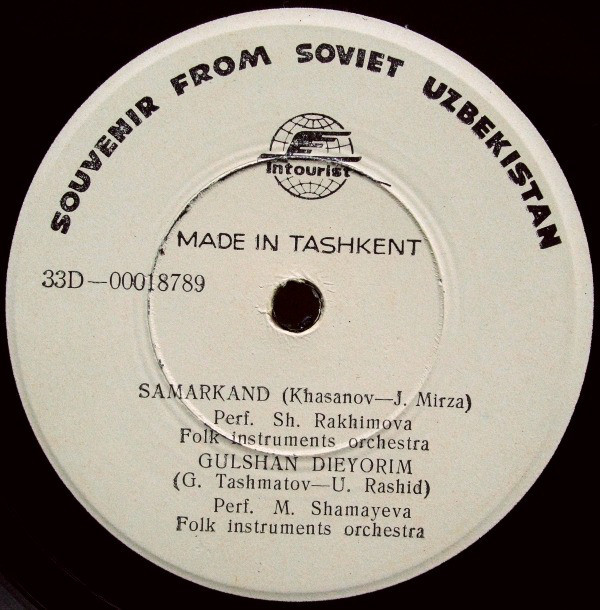 SOUVENIR FROM SOVIET UZBEKISTAN
Intourist
MADE IN TASHKENT
33D—00018789
SAMARKAND (Khasanov—J. Mirza)
Perf. Sh. Rakhimova
Folk instruments orchestra
GULSHAN DIEYORIM
(G. Tashmatov—U. Rashid)
Perf. M. Shamayeva
Folk instruments orchestra